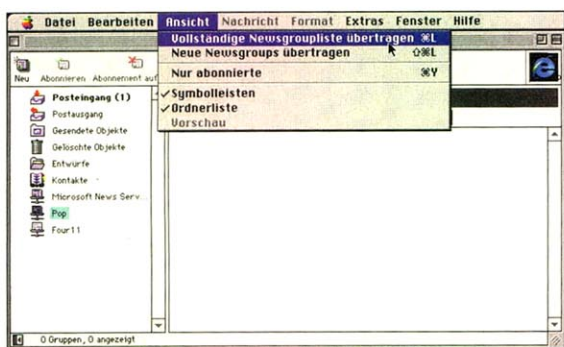 Datei Bearbeiten Ansicht Nachricht Format Extras Fenster Hilfe
Vollständige Newsgroupliste übertragen ⌘L
Neue Newsgroups übertragen ⇧⌘L
Nur abonnierte ⌘Y
✓Symbolleisten
✓Ordnerliste
Vorschau
Neu Abonnieren Abonnement auf
Posteingang (1)
Postausgang
Gesendete Objekte
Gelöschte Objekte
Entwürfe
Kontakte
Microsoft News Serv...
Pop
Four11
0 Gruppen, 0 angezeigt